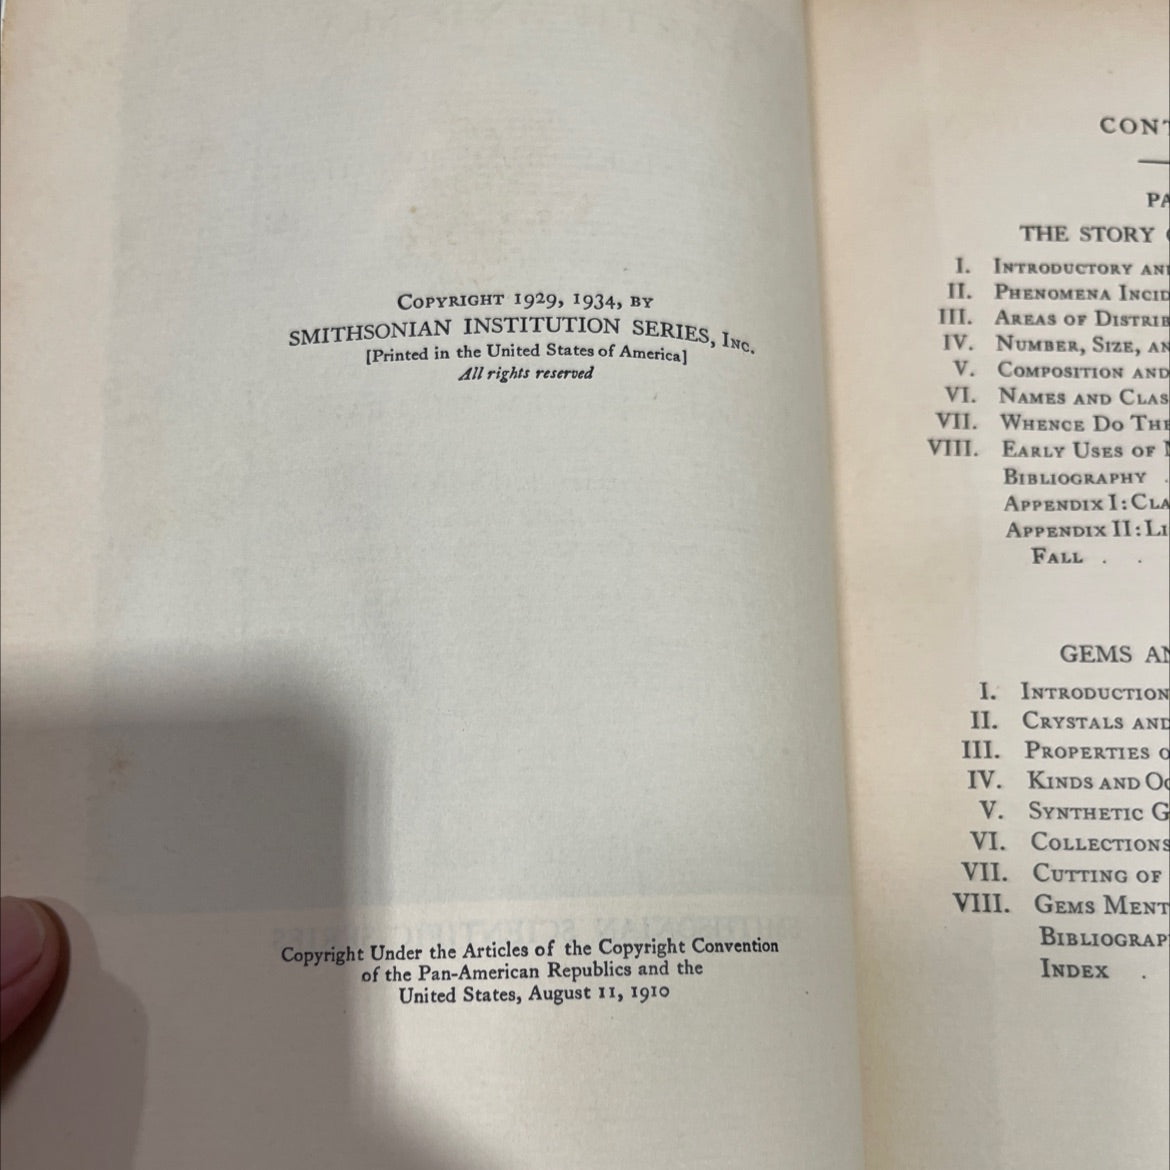 Copyright 1929, 1934, by
SMITHSONIAN INSTITUTION SERIES, Inc.
[Printed in the United States of America]
All rights reserved
Copyright Under the Articles of the Copyright Convention
of the Pan-American Republics and the
United States, August 11, 1910
CONT
PA
THE STORY
I. Introductory an
II. Phenomena Incid
III. Areas of Distrib
IV. Number, Size, an
V. Composition and
VI. Names and Clas
VII. Whence Do The
VIII. Early Uses of
Bibliography .
Appendix I: Cla
Appendix II: Li
Fall . .
GEMS AN
I. Introduction
II. Crystals and
III. Properties o
IV. Kinds and Oc
V. Synthetic G
VI. Collections
VII. Cutting of
VIII. Gems Ment
Bibliograp
Index .